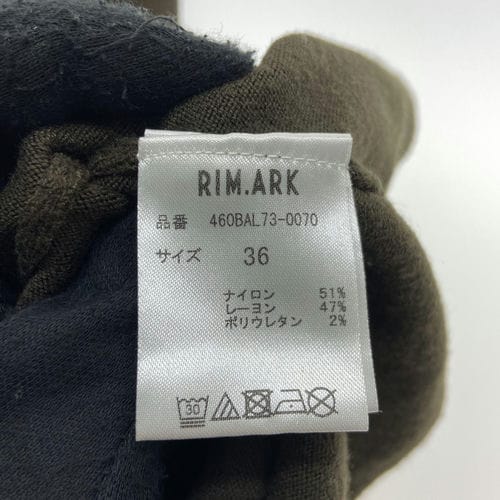 RIM.ARK
品番 460BAL73-0070
サイズ 36
ナイロン 51%
レーヨン 47%
ポリウレタン 2%
30